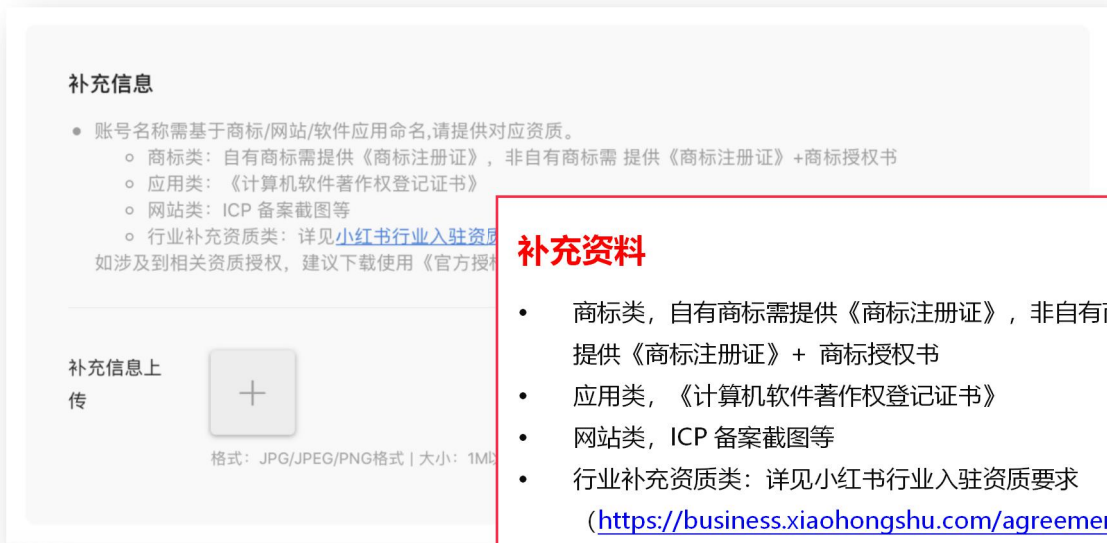 补充信息
账号名称需基于商标/网站/软件应用命名,请提供对应资质。
商标类：自有商标需提供《商标注册证》，非自有商标需 提供《商标注册证》+商标授权书
应用类：《计算机软件著作权登记证书》
网站类：ICP 备案截图等
行业补充资质类：详见小红书行业入驻资质
如涉及到相关资质授权，建议下载使用《官方授权
补充信息上
传
格式：JPG/JPEG/PNG格式 | 大小：1M以
补充资料
商标类，自有商标需提供《商标注册证》，非自有商
提供《商标注册证》+ 商标授权书
应用类，《计算机软件著作权登记证书》
网站类，ICP 备案截图等
行业补充资质类：详见小红书行业入驻资质要求
（https://business.xiaohongshu.com/agreemen